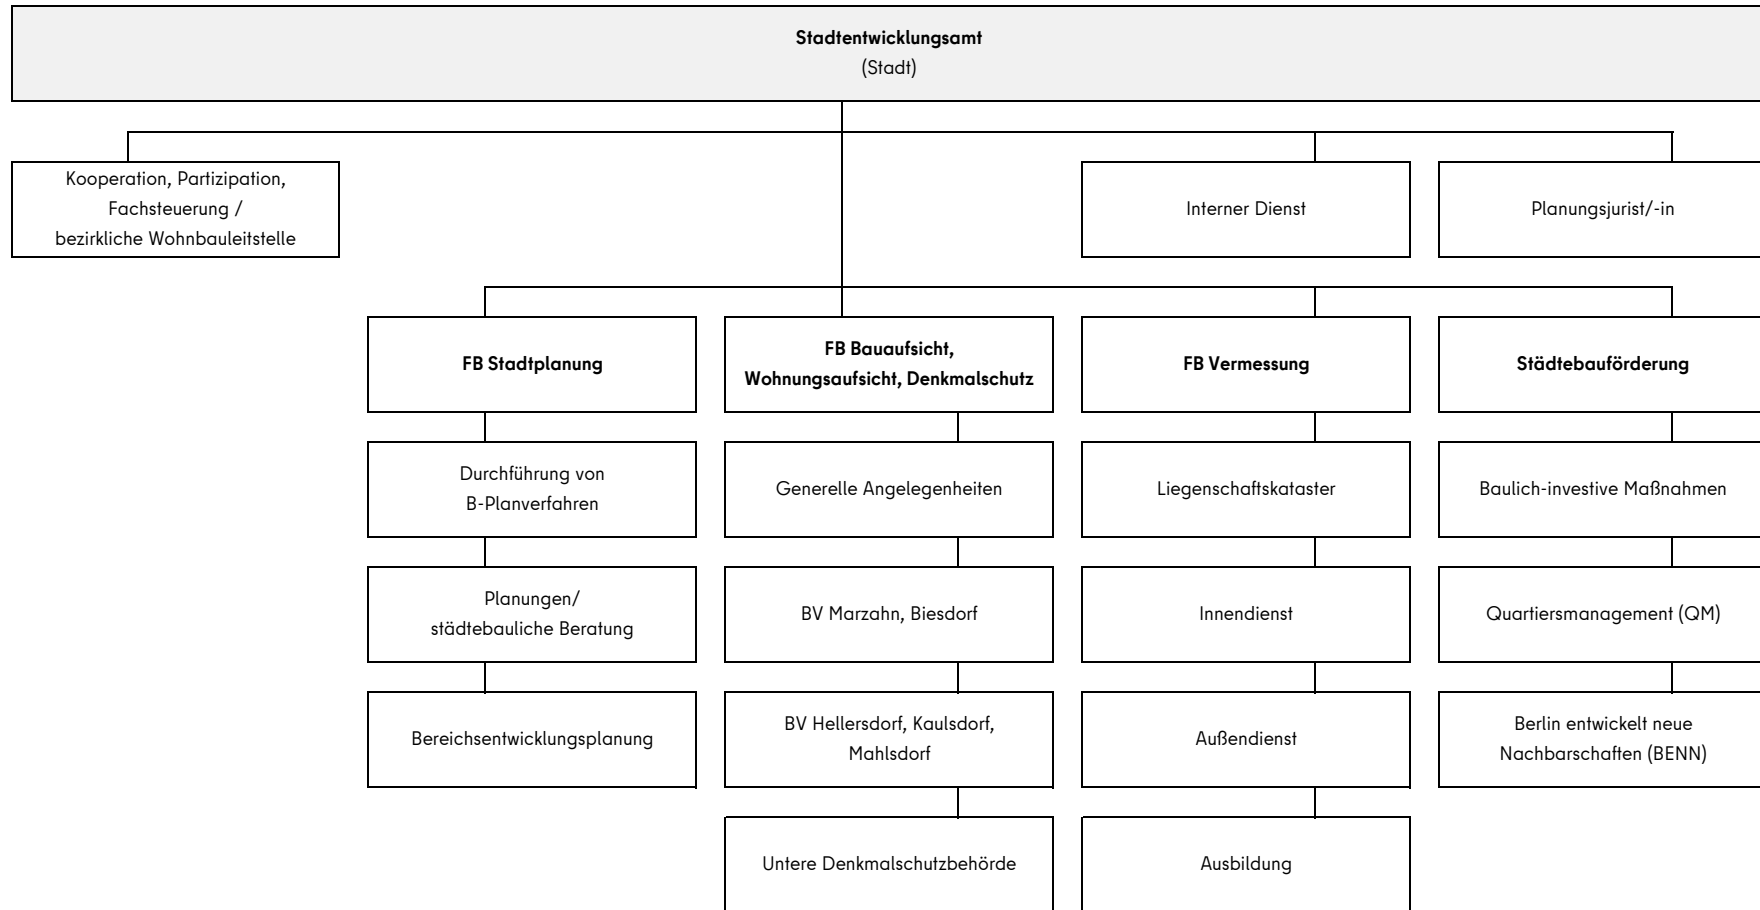 Stadtentwicklungsamt
(Stadt)
Kooperation, Partizipation,
Fachsteuerung /
bezirkliche Wohnbauleitstelle
Interner Dienst
Planungsjurist/-in
FB Stadtplanung
FB Bauaufsicht,
Wohnungsaufsicht, Denkmalschutz
FB Vermessung
Städtebauförderung
Durchführung von
B-Planverfahren
Generelle Angelegenheiten
Liegenschaftskataster
Baulich-investive Maßnahmen
Planungen/
städtebauliche Beratung
BV Marzahn, Biesdorf
Innendienst
Quartiersmanagement (QM)
Bereichsentwicklungsplanung
BV Hellersdorf, Kaulsdorf,
Mahlsdorf
Außendienst
Berlin entwickelt neue
Nachbarschaften (BENN)
Untere Denkmalschutzbehörde
Ausbildung